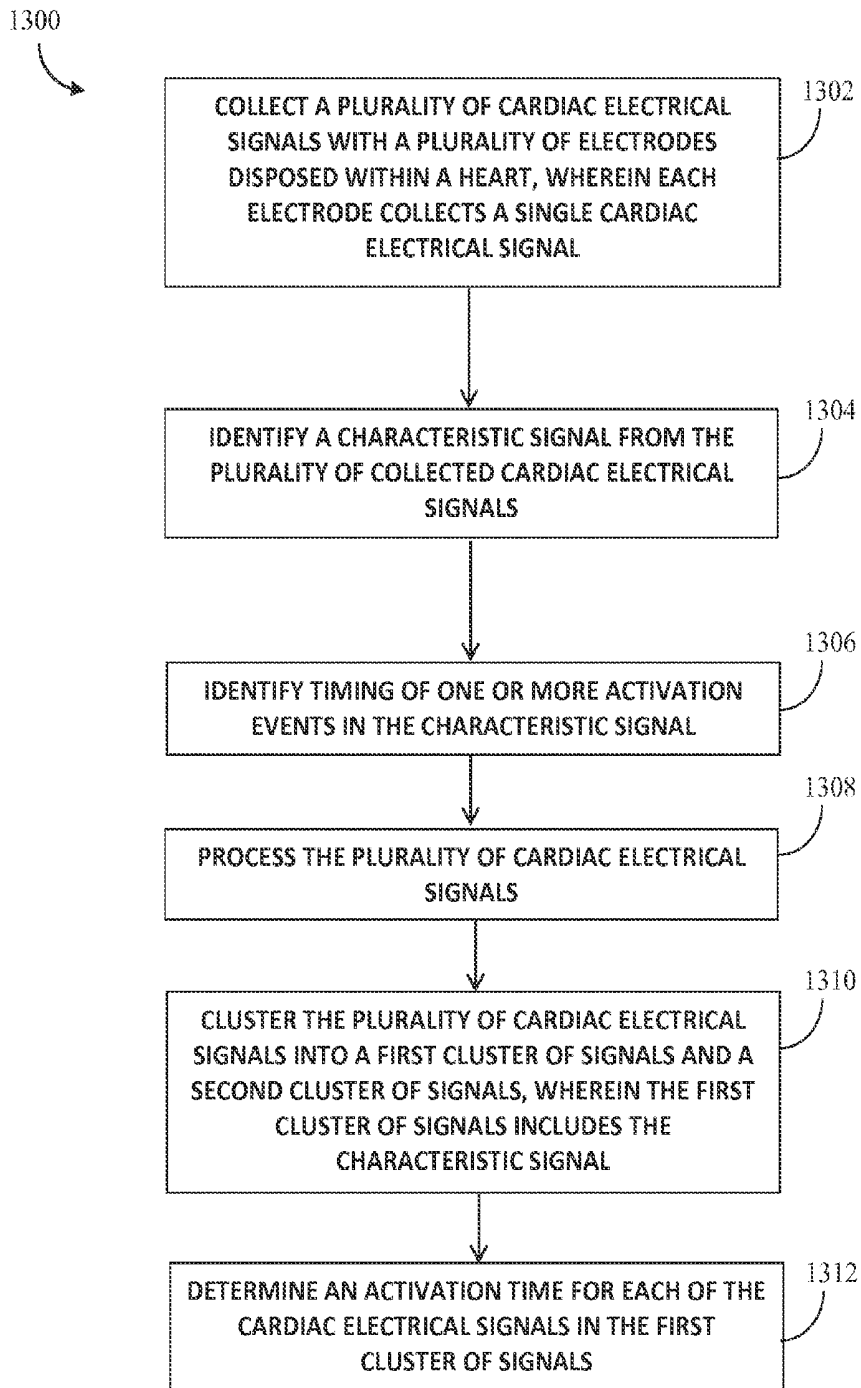 1300
1302
COLLECT A PLURALITY OF CARDIAC ELECTRICAL
SIGNALS WITH A PLURALITY OF ELECTRODES
DISPOSED WITHIN A HEART, WHEREIN EACH
ELECTRODE COLLECTS A SINGLE CARDIAC
ELECTRICAL SIGNAL
1304
IDENTIFY A CHARACTERISTIC SIGNAL FROM THE
PLURALITY OF COLLECTED CARDIAC ELECTRICAL
SIGNALS
1306
IDENTIFY TIMING OF ONE OR MORE ACTIVATION
EVENTS IN THE CHARACTERISTIC SIGNAL
1308
PROCESS THE PLURALITY OF CARDIAC ELECTRICAL
SIGNALS
1310
CLUSTER THE PLURALITY OF CARDIAC ELECTRICAL
SIGNALS INTO A FIRST CLUSTER OF SIGNALS AND A
SECOND CLUSTER OF SIGNALS, WHEREIN THE FIRST
CLUSTER OF SIGNALS INCLUDES THE
CHARACTERISTIC SIGNAL
1312
DETERMINE AN ACTIVATION TIME FOR EACH OF THE
CARDIAC ELECTRICAL SIGNALS IN THE FIRST
CLUSTER OF SIGNALS